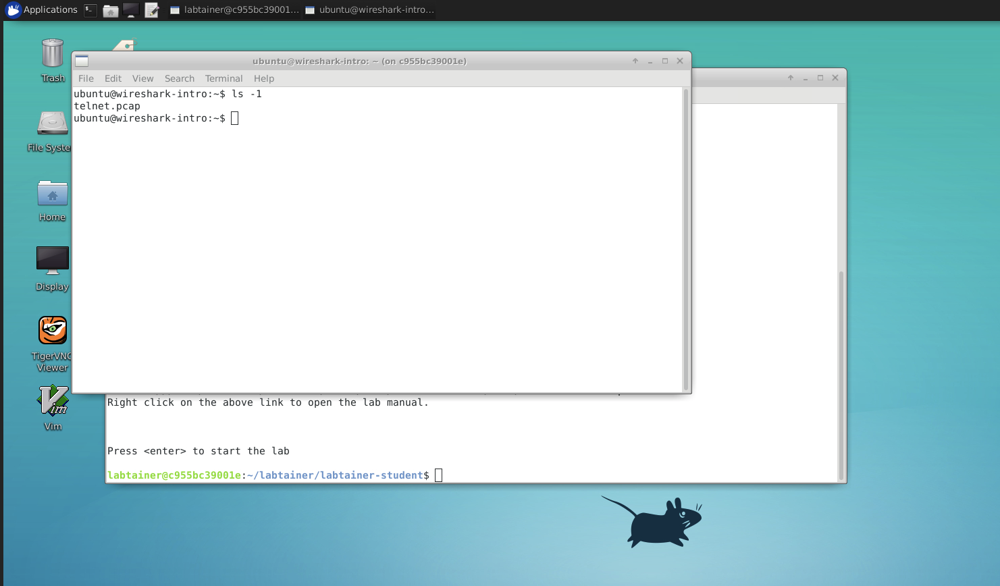 Applications
labtainer@c955bc39001...
ubuntu@wireshark-intro...
Trash
File Syste
Home
Display
TigerVNC
Viewer
Vim
ubuntu@wireshark-intro: ~ (on c955bc39001e)
File Edit View Search Terminal Help
ubuntu@wireshark-intro:~$ ls -1
telnet.pcap
ubuntu@wireshark-intro:~$
Right click on the above link to open the lab manual.
Press <enter> to start the lab
labtainer@c955bc39001e:~/labtainer/labtainer-student$